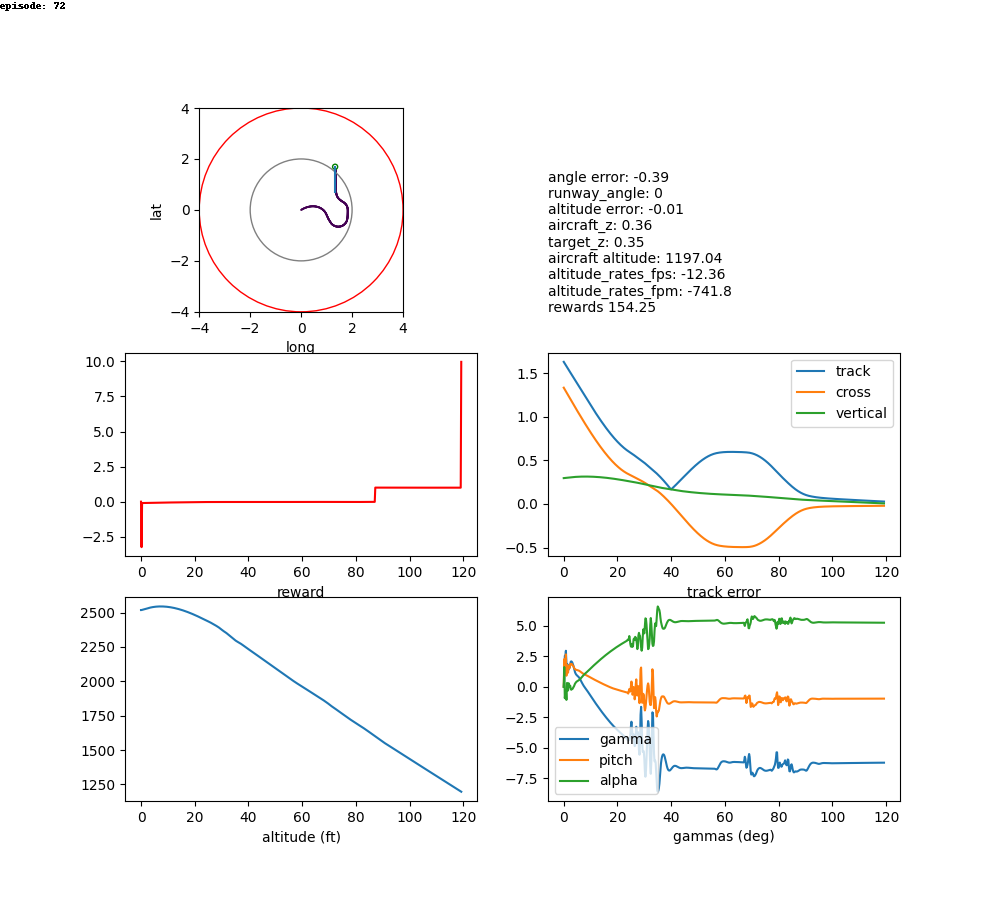 episode: 72
4
2
0
−2
−4
lat
−4 −2 0 2 4
long
angle error: -0.39
runway_angle: 0
altitude error: -0.01
aircraft_z: 0.36
target_z: 0.35
aircraft altitude: 1197.04
altitude_rates_fps: -12.36
altitude_rates_fpm: -741.8
rewards 154.25
10.0
7.5
5.0
2.5
0.0
−2.5
0 20 40 60 80 100 120
reward
1.5
1.0
0.5
0.0
−0.5
track
cross
vertical
0 20 40 60 80 100 120
track error
2500
2250
2000
1750
1500
1250
0 20 40 60 80 100 120
altitude (ft)
5.0
2.5
0.0
−2.5
−5.0
−7.5
gamma
pitch
alpha
0 20 40 60 80 100 120
gammas (deg)